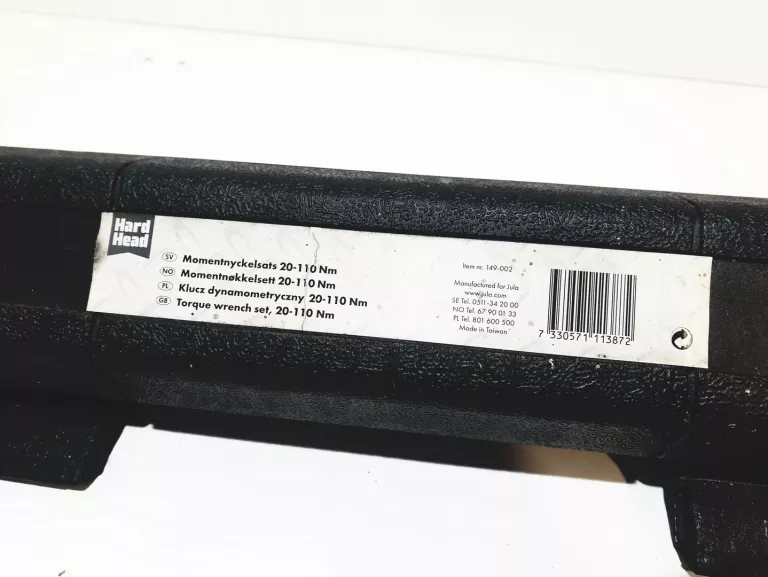 Hard
Head
SV Momentnyckelsats 20-110 Nm
NO Momentnøkkelsett 20-110 Nm
PL Klucz dynamometryczny 20-110 Nm
GB Torque wrench set, 20-110 Nm
Item nr. 149-002
Manufactured for Jula
www.jula.com
SE Tel. 0511-34 20 00
NO Tel. 67 90 01 33
PL Tel. 801 600 500
Made in Taiwan
7 330571 113872